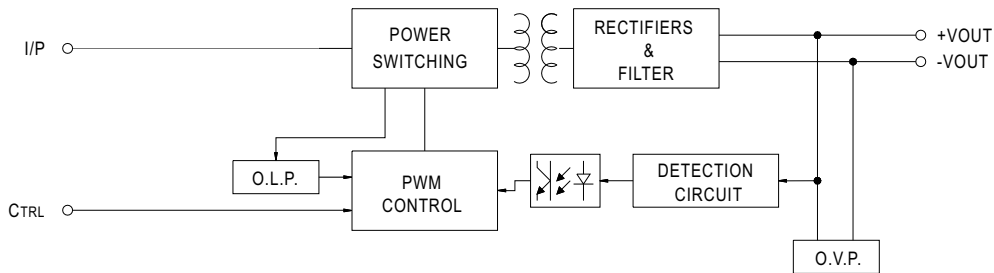 I/P
POWER
SWITCHING
RECTIFIERS
&
FILTER
+VOUT
-VOUT
O.L.P.
PWM
CONTROL
DETECTION
CIRCUIT
CTRL
O.V.P.